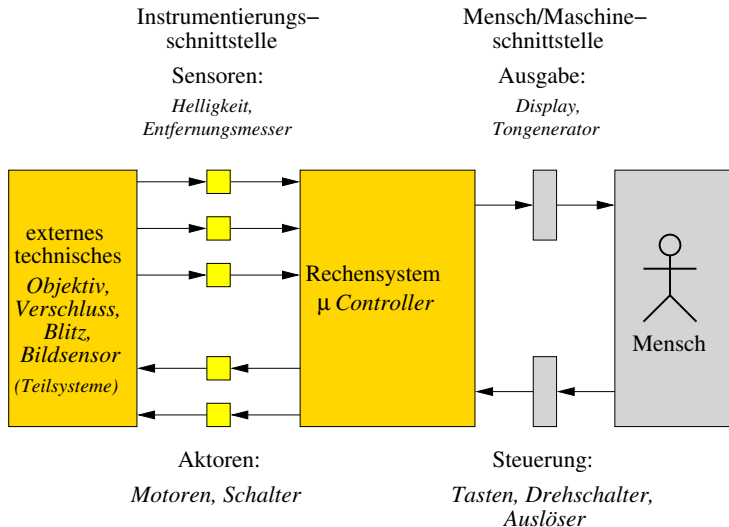 Instrumentierungs–
schnittstelle
Sensoren:
Helligkeit,
Entfernungsmesser
Mensch/Maschine–
schnittstelle
Ausgabe:
Display,
Tongenerator
externes
technisches
Objektiv,
Verschluss,
Blitz,
Bildsensor
(Teilsysteme)
Rechensystem
µ Controller
Mensch
Aktoren:
Motoren, Schalter
Steuerung:
Tasten, Drehschalter,
Auslöser